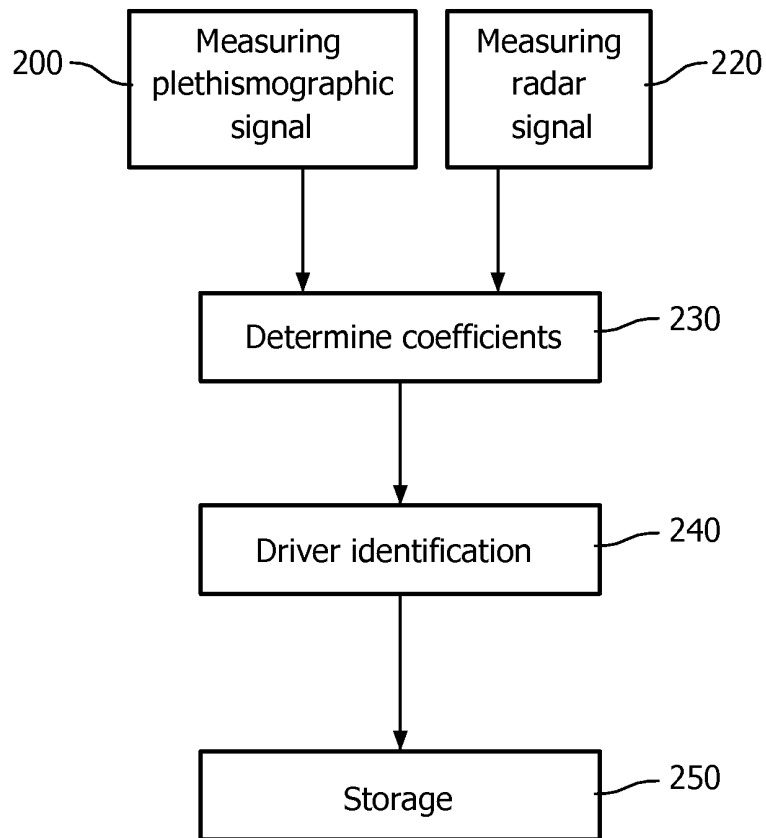 200
Measuring
plethismographic
signal
Measuring
radar
signal
220
Determine coefficients
230
Driver identification
240
Storage
250